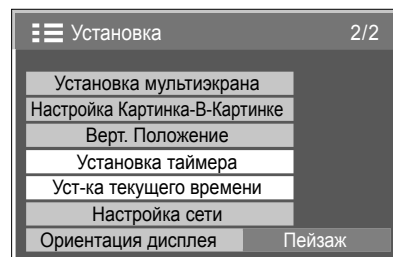 Установка 2/2
Установка мультиэкрана
Настройка Картинка-В-Картинке
Верт. Положение
Установка таймера
Уст-ка текущего времени
Настройка сети
Ориентация дисплея Пейзаж